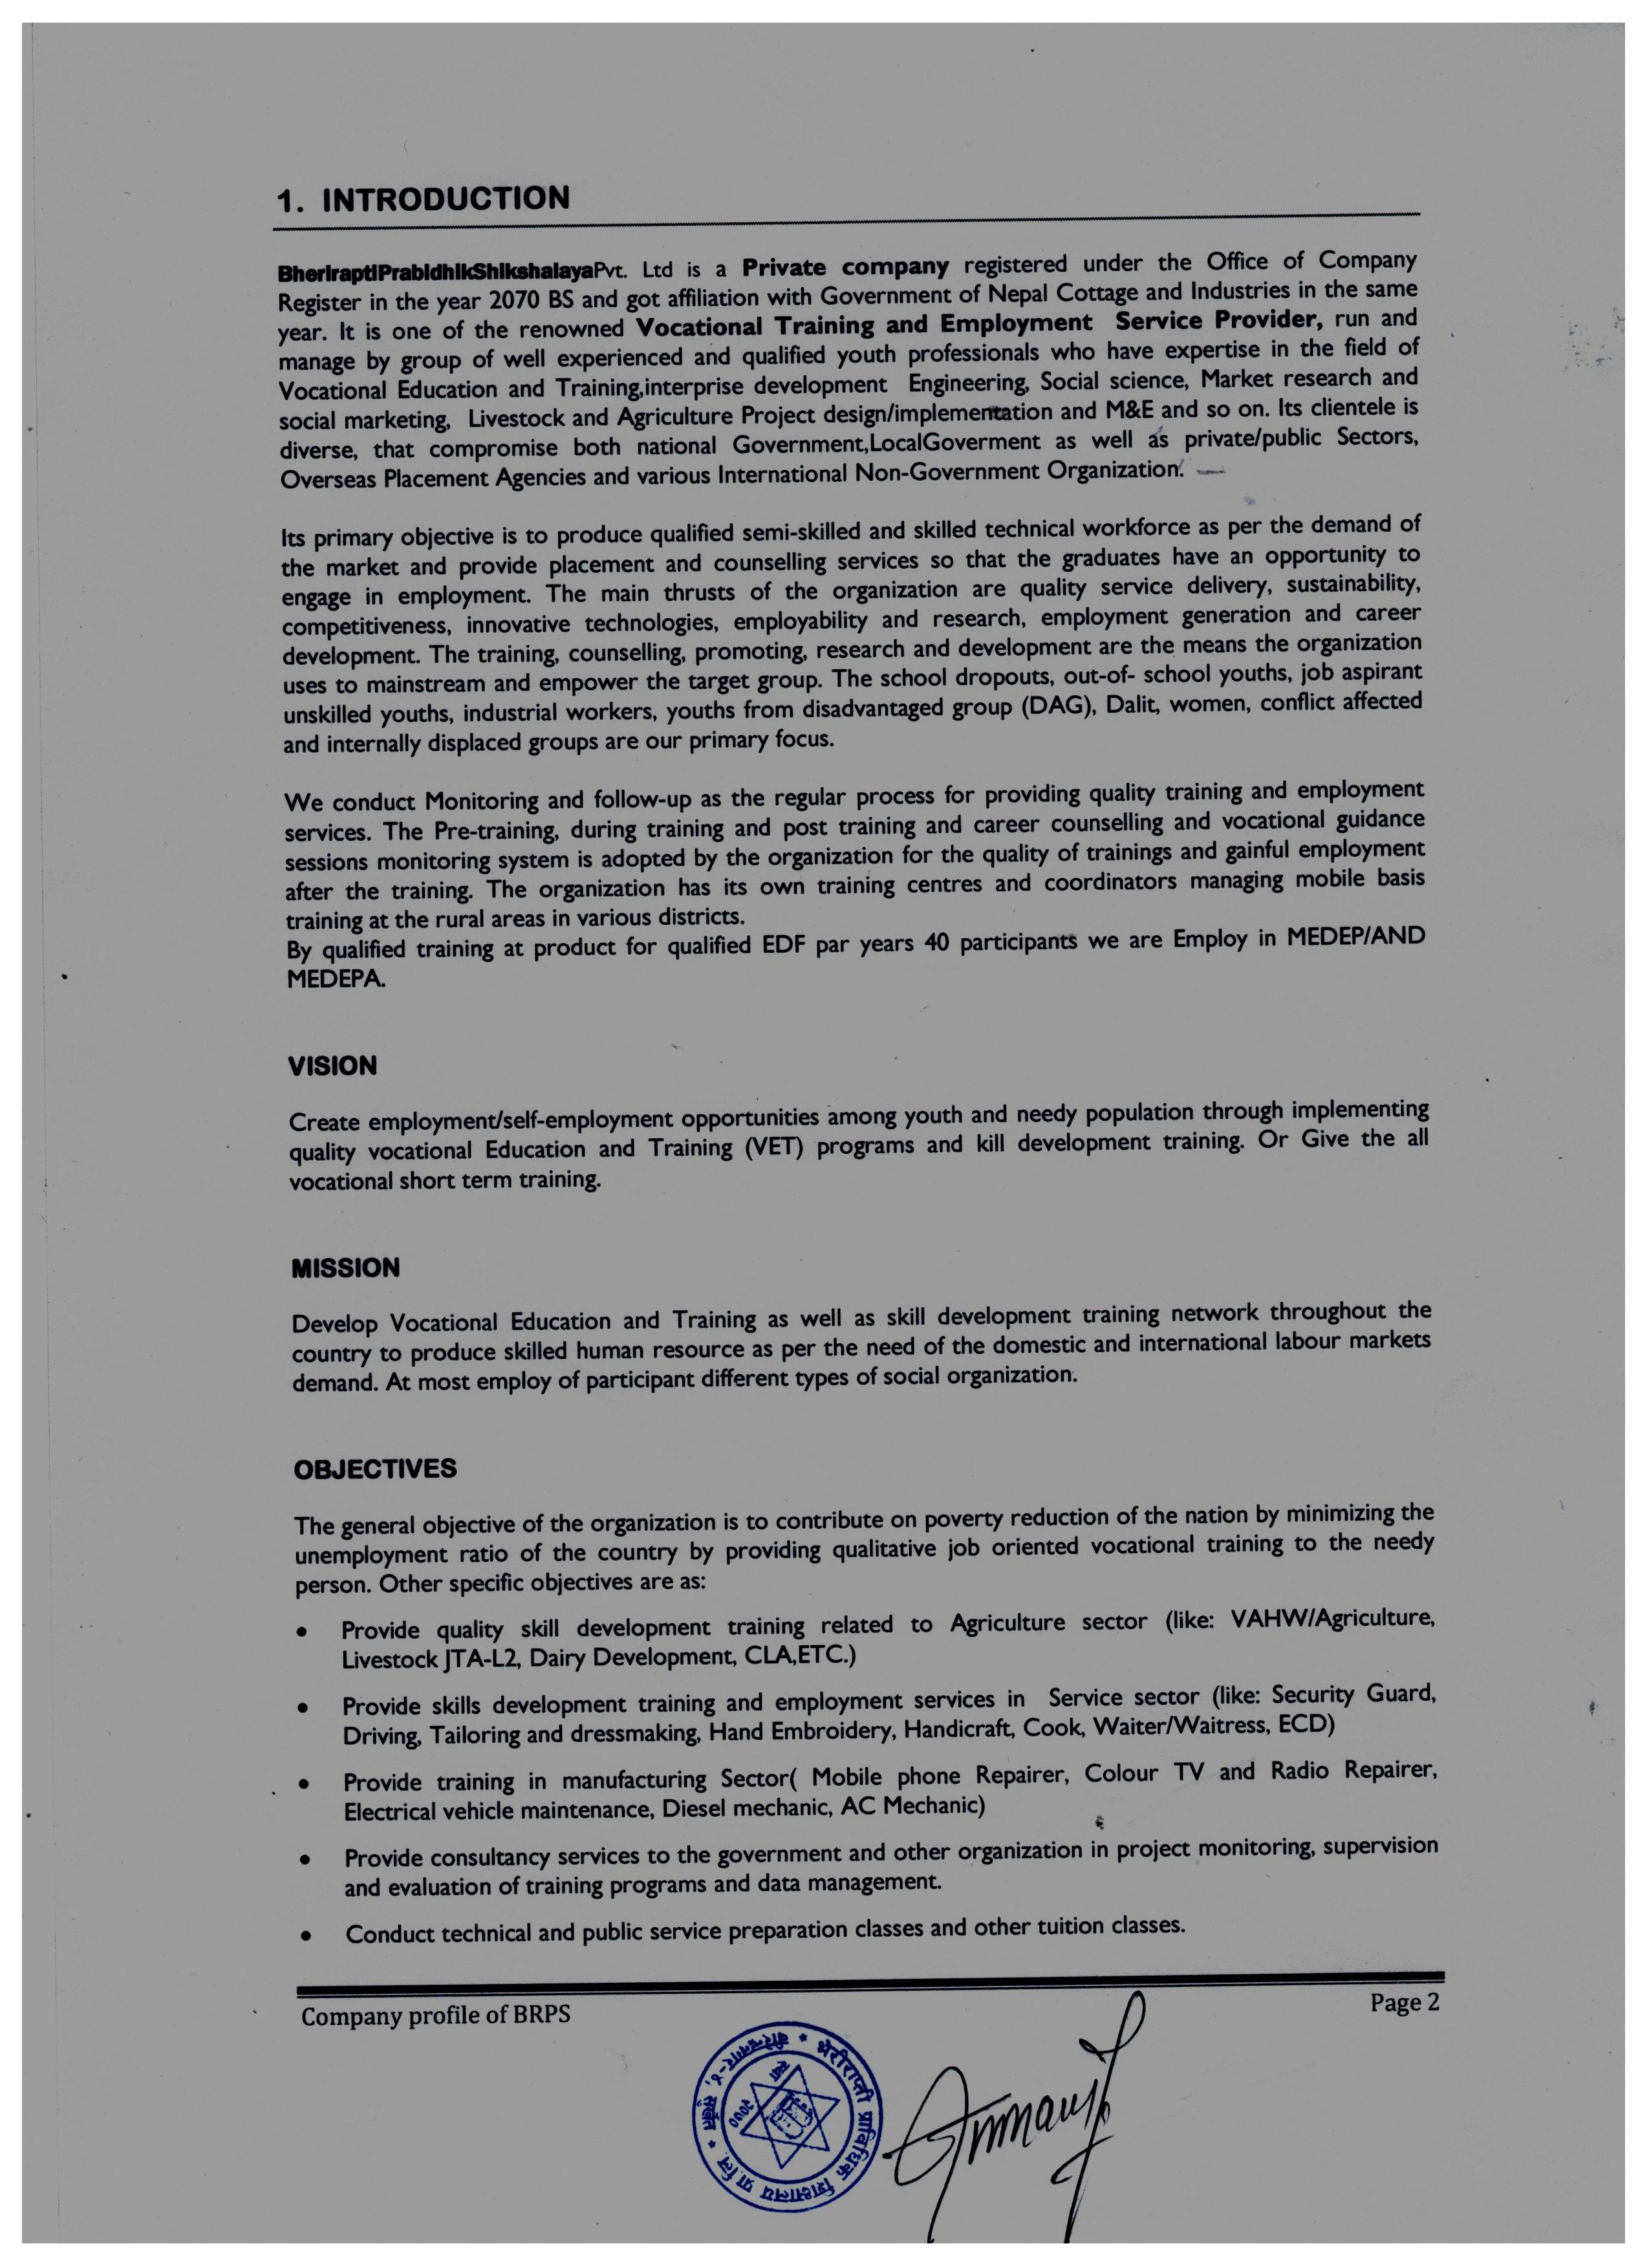 1. INTRODUCTION
BheriraptiPrabidhikShikshalayaPvt. Ltd is a Private company registered under the Office of Company
Register in the year 2070 BS and got affiliation with Government of Nepal Cottage and Industries in the same
year. It is one of the renowned Vocational Training and Employment Service Provider, run and
manage by group of well experienced and qualified youth professionals who have expertise in the field of
Vocational Education and Training,interprise development Engineering, Social science, Market research and
social marketing, Livestock and Agriculture Project design/implementation and M&E and so on. Its clientele is
diverse, that compromise both national Government,LocalGoverment as well as private/public Sectors,
Overseas Placement Agencies and various International Non-Government Organization.
Its primary objective is to produce qualified semi-skilled and skilled technical workforce as per the demand of
the market and provide placement and counselling services so that the graduates have an opportunity to
engage in employment. The main thrusts of the organization are quality service delivery, sustainability,
competitiveness, innovative technologies, employability and research, employment generation and career
development. The training, counselling, promoting, research and development are the means the organization
uses to mainstream and empower the target group. The school dropouts, out-of- school youths, job aspirant
unskilled youths, industrial workers, youths from disadvantaged group (DAG), Dalit, women, conflict affected
and internally displaced groups are our primary focus.
We conduct Monitoring and follow-up as the regular process for providing quality training and employment
services. The Pre-training, during training and post training and career counselling and vocational guidance
sessions monitoring system is adopted by the organization for the quality of trainings and gainful employment
after the training. The organization has its own training centres and coordinators managing mobile basis
training at the rural areas in various districts.
By qualified training at product for qualified EDF par years 40 participants we are Employ in MEDEP/AND
MEDEPA.
VISION
Create employment/self-employment opportunities among youth and needy population through implementing
quality vocational Education and Training (VET) programs and kill development training. Or Give the all
vocational short term training.
MISSION
Develop Vocational Education and Training as well as skill development training network throughout the
country to produce skilled human resource as per the need of the domestic and international labour markets
demand. At most employ of participant different types of social organization.
OBJECTIVES
The general objective of the organization is to contribute on poverty reduction of the nation by minimizing the
unemployment ratio of the country by providing qualitative job oriented vocational training to the needy
person. Other specific objectives are as:
• Provide quality skill development training related to Agriculture sector (like: VAHW/Agriculture,
Livestock JTA-L2, Dairy Development, CLA,ETC.)
• Provide skills development training and employment services in Service sector (like: Security Guard,
Driving, Tailoring and dressmaking, Hand Embroidery, Handicraft, Cook, Waiter/Waitress, ECD)
• Provide training in manufacturing Sector( Mobile phone Repairer, Colour TV and Radio Repairer,
Electrical vehicle maintenance, Diesel mechanic, AC Mechanic)
• Provide consultancy services to the government and other organization in project monitoring, supervision
and evaluation of training programs and data management.
• Conduct technical and public service preparation classes and other tuition classes.
Company profile of BRPS
Page 2
भेरीराप्ती प्राविधिक शिक्षालय प्रा.लि.
सुर्खेत
२०७०